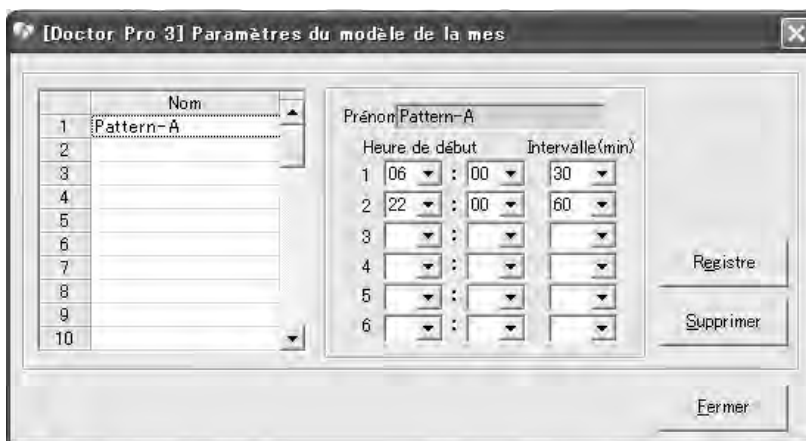 [Doctor Pro 3] Paramètres du modèle de la mes
Nom
1 Pattern-A
2
3
4
5
6
7
8
9
10
Prénom Pattern-A
Heure de début Intervalle(min)
1 06 : 00 30
2 22 : 00 60
3 :
4 :
5 :
6 :
Registre
Supprimer
Fermer